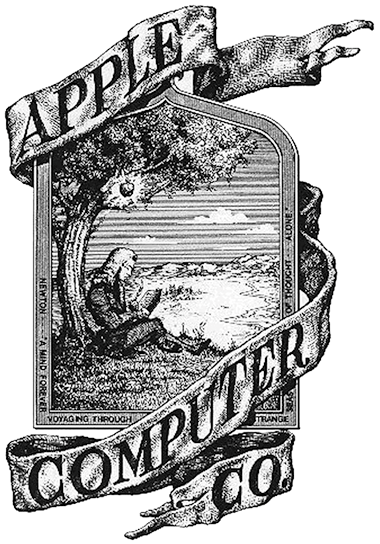 APPLE
COMPUTER
CO.
NEWTON... "A MIND FOREVER
VOYAGING THROUGH
STRANGE SEAS
OF THOUGHT ... ALONE